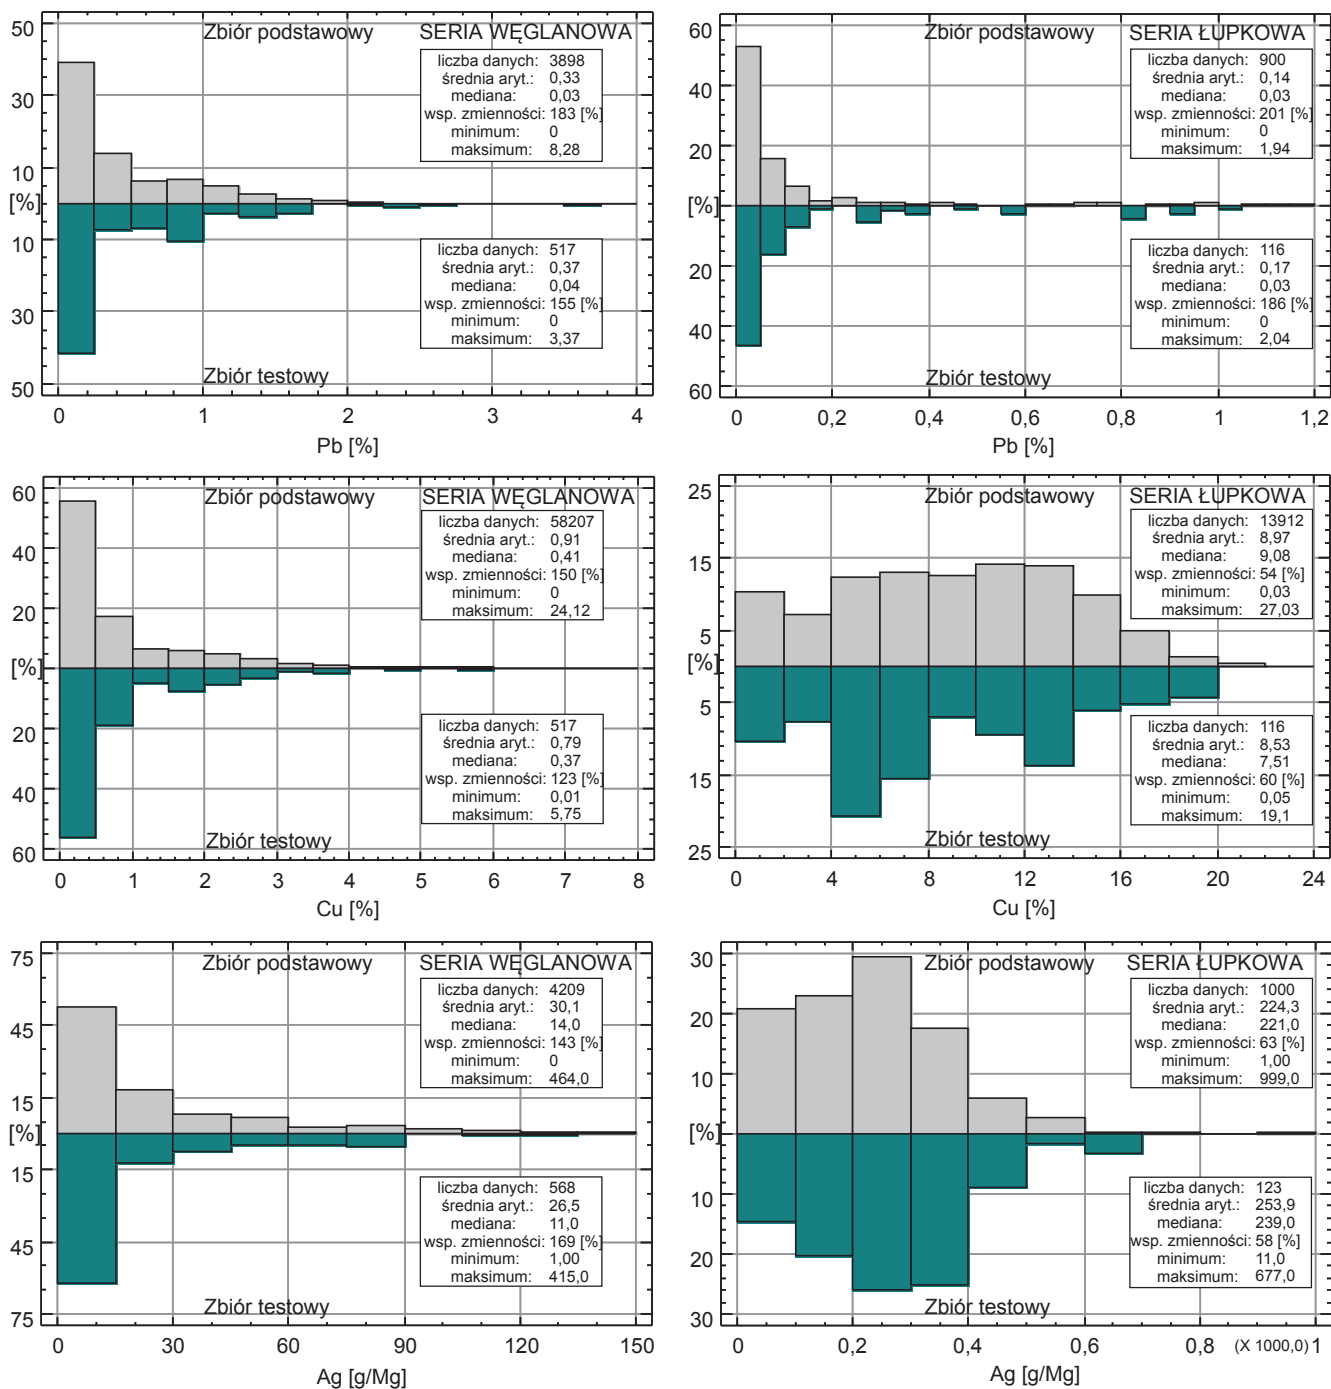 Zbiór podstawowy
SERIA WĘGLANOWA
liczba danych: 3898
średnia aryt.: 0,33
mediana: 0,03
wsp. zmienności: 183 [%]
minimum: 0
maksimum: 8,28
50
30
10
[%]
10
30
50
liczba danych: 517
średnia aryt.: 0,37
mediana: 0,04
wsp. zmienności: 155 [%]
minimum: 0
maksimum: 3,37
Zbiór testowy
0 1 2 3 4
Pb [%]
Zbiór podstawowy
SERIA ŁUPKOWA
liczba danych: 900
średnia aryt.: 0,14
mediana: 0,03
wsp. zmienności: 201 [%]
minimum: 0
maksimum: 1,94
60
40
20
[%]
20
40
60
liczba danych: 116
średnia aryt.: 0,17
mediana: 0,03
wsp. zmienności: 186 [%]
minimum: 0
maksimum: 2,04
Zbiór testowy
0 0,2 0,4 0,6 0,8 1 1,2
Pb [%]
Zbiór podstawowy
SERIA WĘGLANOWA
liczba danych: 58207
średnia aryt.: 0,91
mediana: 0,41
wsp. zmienności: 150 [%]
minimum: 0
maksimum: 24,12
60
40
20
[%]
20
40
60
liczba danych: 517
średnia aryt.: 0,79
mediana: 0,37
wsp. zmienności: 123 [%]
minimum: 0,01
maksimum: 5,75
Zbiór testowy
0 1 2 3 4 5 6 7 8
Cu [%]
Zbiór podstawowy
SERIA ŁUPKOWA
liczba danych: 13912
średnia aryt.: 8,97
mediana: 9,08
wsp. zmienności: 54 [%]
minimum: 0,03
maksimum: 27,03
25
15
5
[%]
5
15
25
liczba danych: 116
średnia aryt.: 8,53
mediana: 7,51
wsp. zmienności: 60 [%]
minimum: 0,05
maksimum: 19,1
Zbiór testowy
0 4 8 12 16 20 24
Cu [%]
Zbiór podstawowy
SERIA WĘGLANOWA
liczba danych: 4209
średnia aryt.: 30,1
mediana: 14,0
wsp. zmienności: 143 [%]
minimum: 0
maksimum: 464,0
75
45
15
[%]
15
45
75
liczba danych: 568
średnia aryt.: 26,5
mediana: 11,0
wsp. zmienności: 169 [%]
minimum: 1,00
maksimum: 415,0
Zbiór testowy
0 30 60 90 120 150
Ag [g/Mg]
Zbiór podstawowy
SERIA ŁUPKOWA
liczba danych: 1000
średnia aryt.: 224,3
mediana: 221,0
wsp. zmienności: 63 [%]
minimum: 1,00
maksimum: 999,0
30
20
10
[%]
10
20
30
liczba danych: 123
średnia aryt.: 253,9
mediana: 239,0
wsp. zmienności: 58 [%]
minimum: 11,0
maksimum: 677,0
Zbiór testowy
0 0,2 0,4 0,6 0,8 (X 1000,0) 1
Ag [g/Mg]